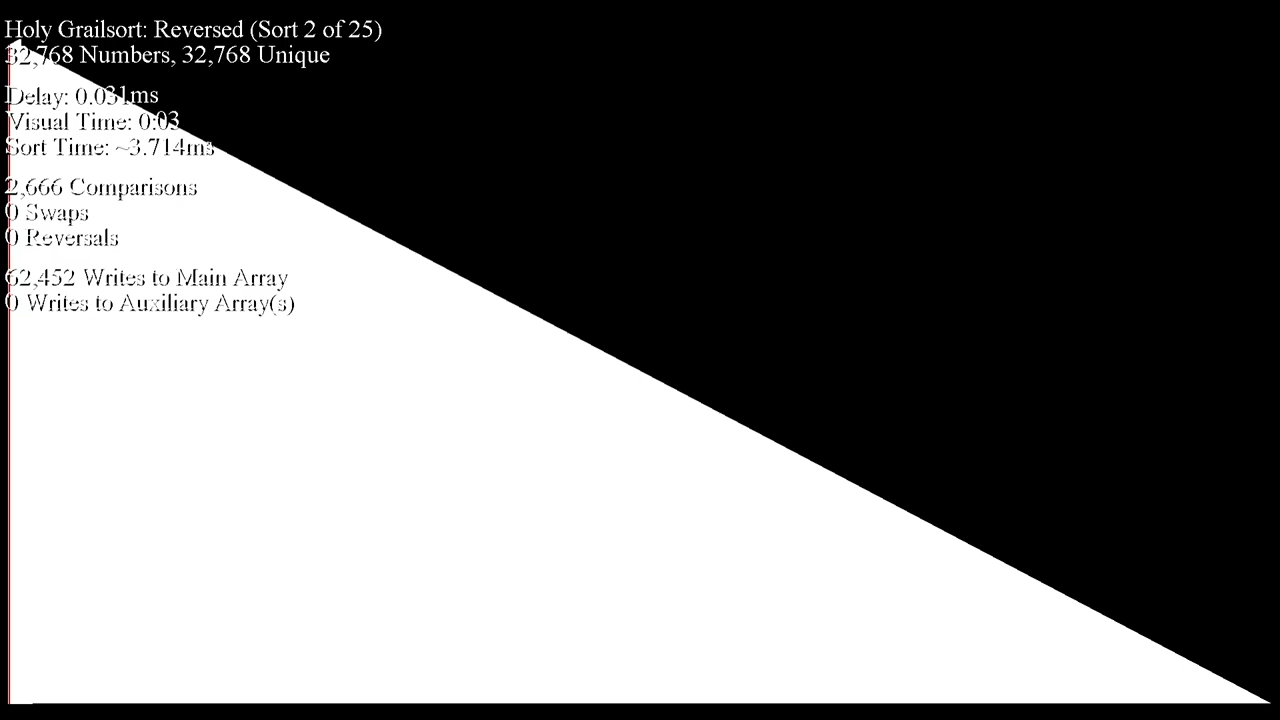 Holy Grailsort: Reversed (Sort 2 of 25)
32,768 Numbers, 32,768 Unique
Delay: 0.031ms
Visual Time: 0:03
Sort Time: ~3.714ms
2,666 Comparisons
0 Swaps
0 Reversals
62,452 Writes to Main Array
0 Writes to Auxiliary Array(s)